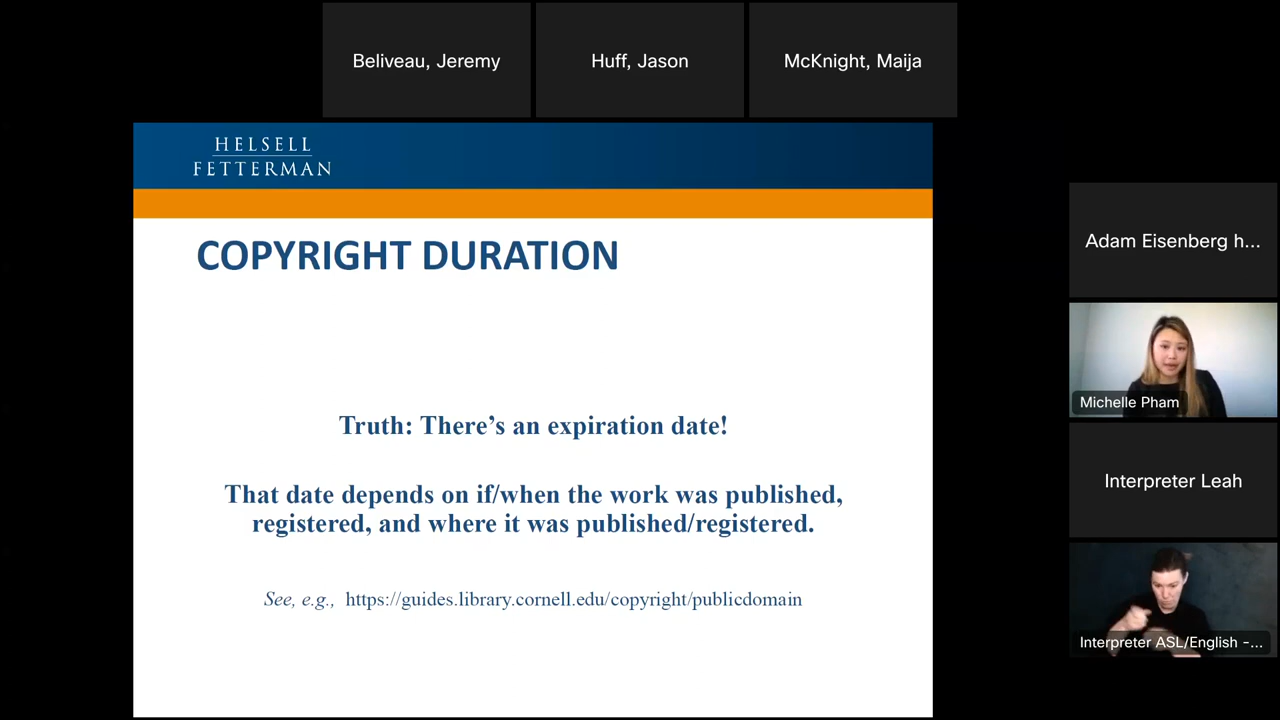 Beliveau, Jeremy
Huff, Jason
McKnight, Maija
HELSELL
FETTERMAN
COPYRIGHT DURATION
Truth: There’s an expiration date!
That date depends on if/when the work was published,
registered, and where it was published/registered.
See, e.g., https://guides.library.cornell.edu/copyright/publicdomain
Adam Eisenberg h...
Michelle Pham
Interpreter Leah
Interpreter ASL/English -...